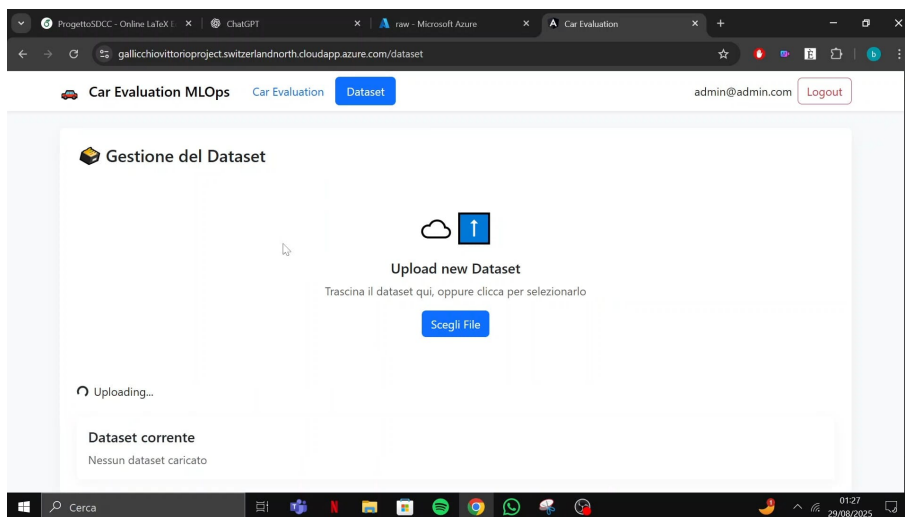 ProgettoSDCC - Online LaTeX E
ChatGPT
raw - Microsoft Azure
Car Evaluation
gallicchiovittorioproject.switzerlandnorth.cloudapp.azure.com/dataset
b
Car Evaluation MLOps
Car Evaluation
Dataset
admin@admin.com
Logout
Gestione del Dataset
Upload new Dataset
Trascina il dataset qui, oppure clicca per selezionarlo
Scegli File
Uploading...
Dataset corrente
Nessun dataset caricato
Cerca
01:27
29/08/2025